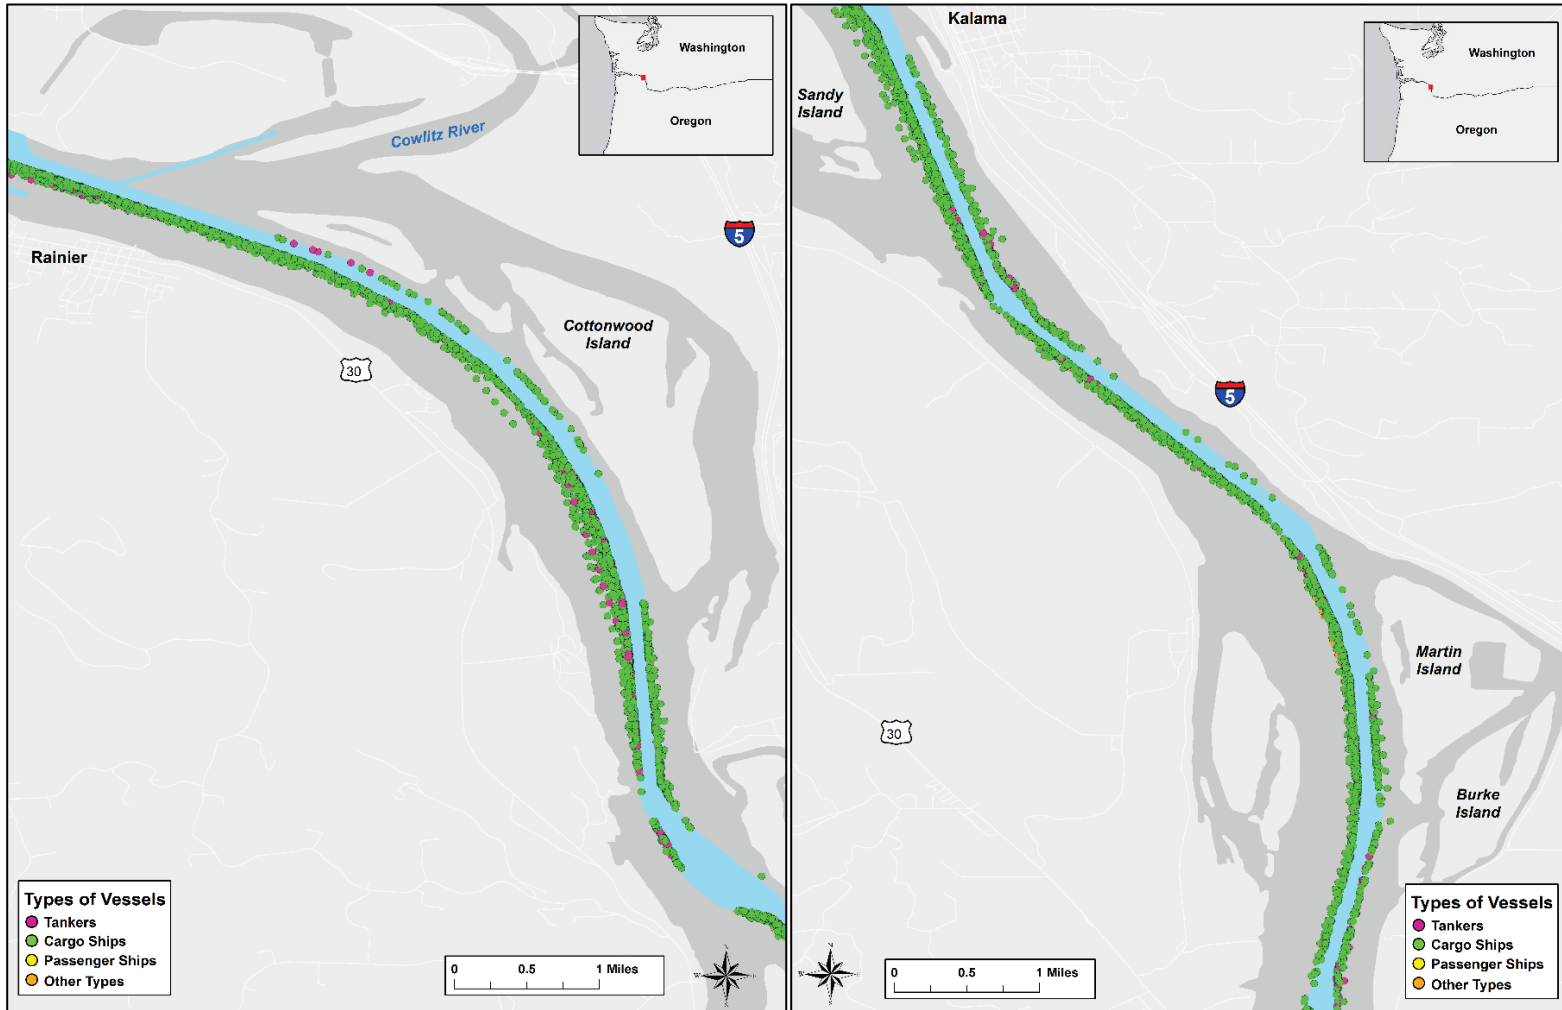 Washington
Oregon
Cowlitz River
5
Rainier
Cottonwood
Island
30
Types of Vessels
Tankers
Cargo Ships
Passenger Ships
Other Types
0 0.5 1 Miles
N
W E
S
Kalama
Washington
Oregon
Sandy
Island
5
Martin
Island
30
Burke
Island
Types of Vessels
Tankers
Cargo Ships
Passenger Ships
Other Types
N
W E
S
0 0.5 1 Miles